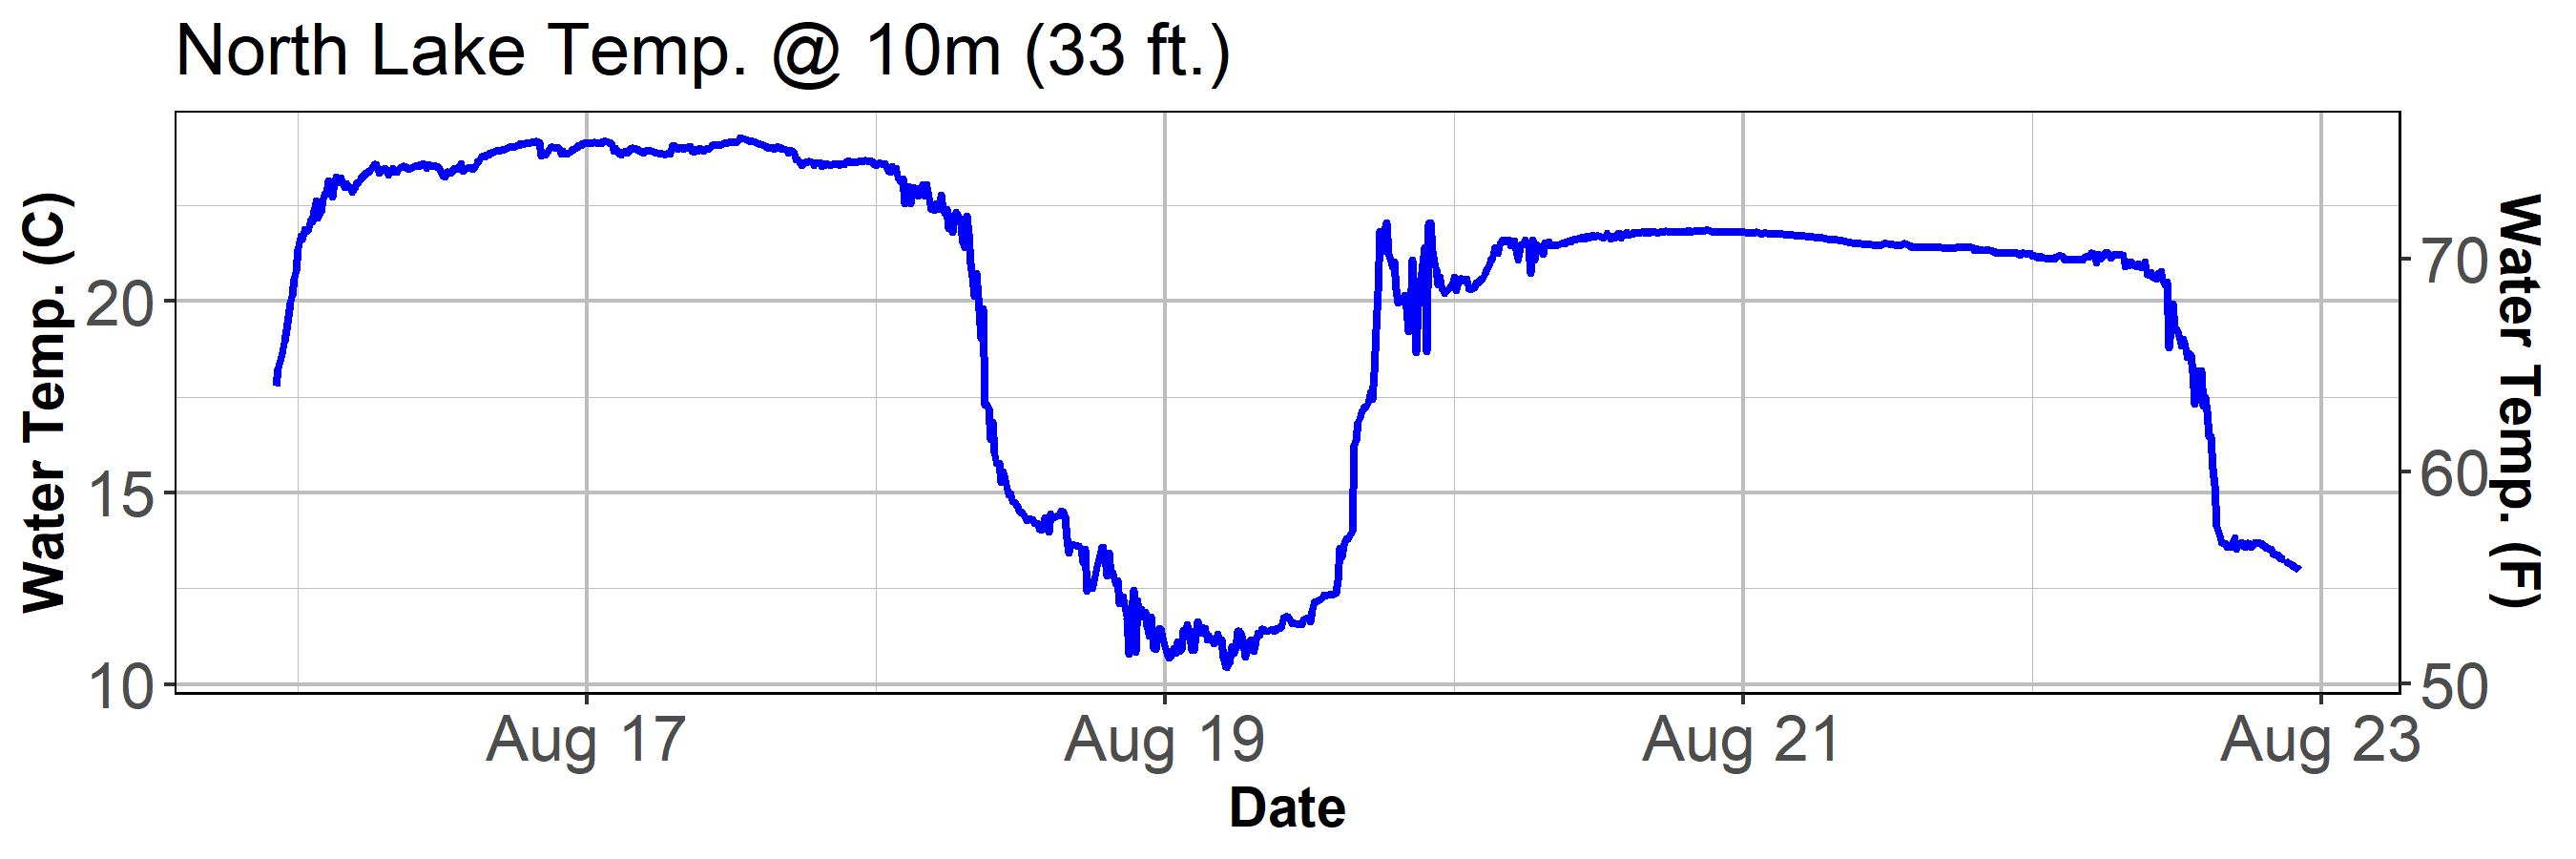 North Lake Temp. @ 10m (33 ft.)
Water Temp. (C)
20
15
10
70
60
50
Water Temp. (F)
Aug 17
Aug 19
Aug 21
Aug 23
Date